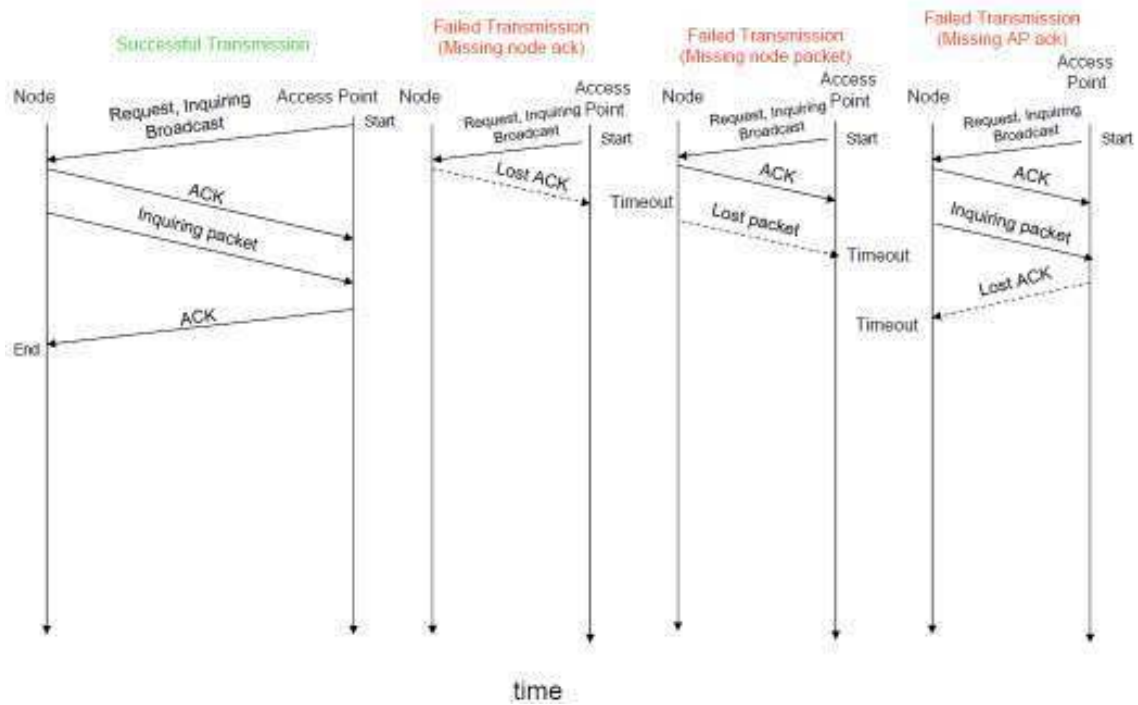 Successful Transmission
Node
Access Point
Request, Inquiring
Broadcast
Start
ACK
Inquiring packet
ACK
End
Failed Transmission
(Missing node ack)
Node
Access
Point
Request, Inquiring
Broadcast
Start
Lost ACK
Timeout
Failed Transmission
(Missing node packet)
Node
Access
Point
Request, Inquiring
Broadcast
Start
ACK
Lost packet
Timeout
Failed Transmission
(Missing AP ack)
Node
Access
Point
Request, Inquiring
Broadcast
Start
ACK
Inquiring packet
Lost ACK
Timeout
time